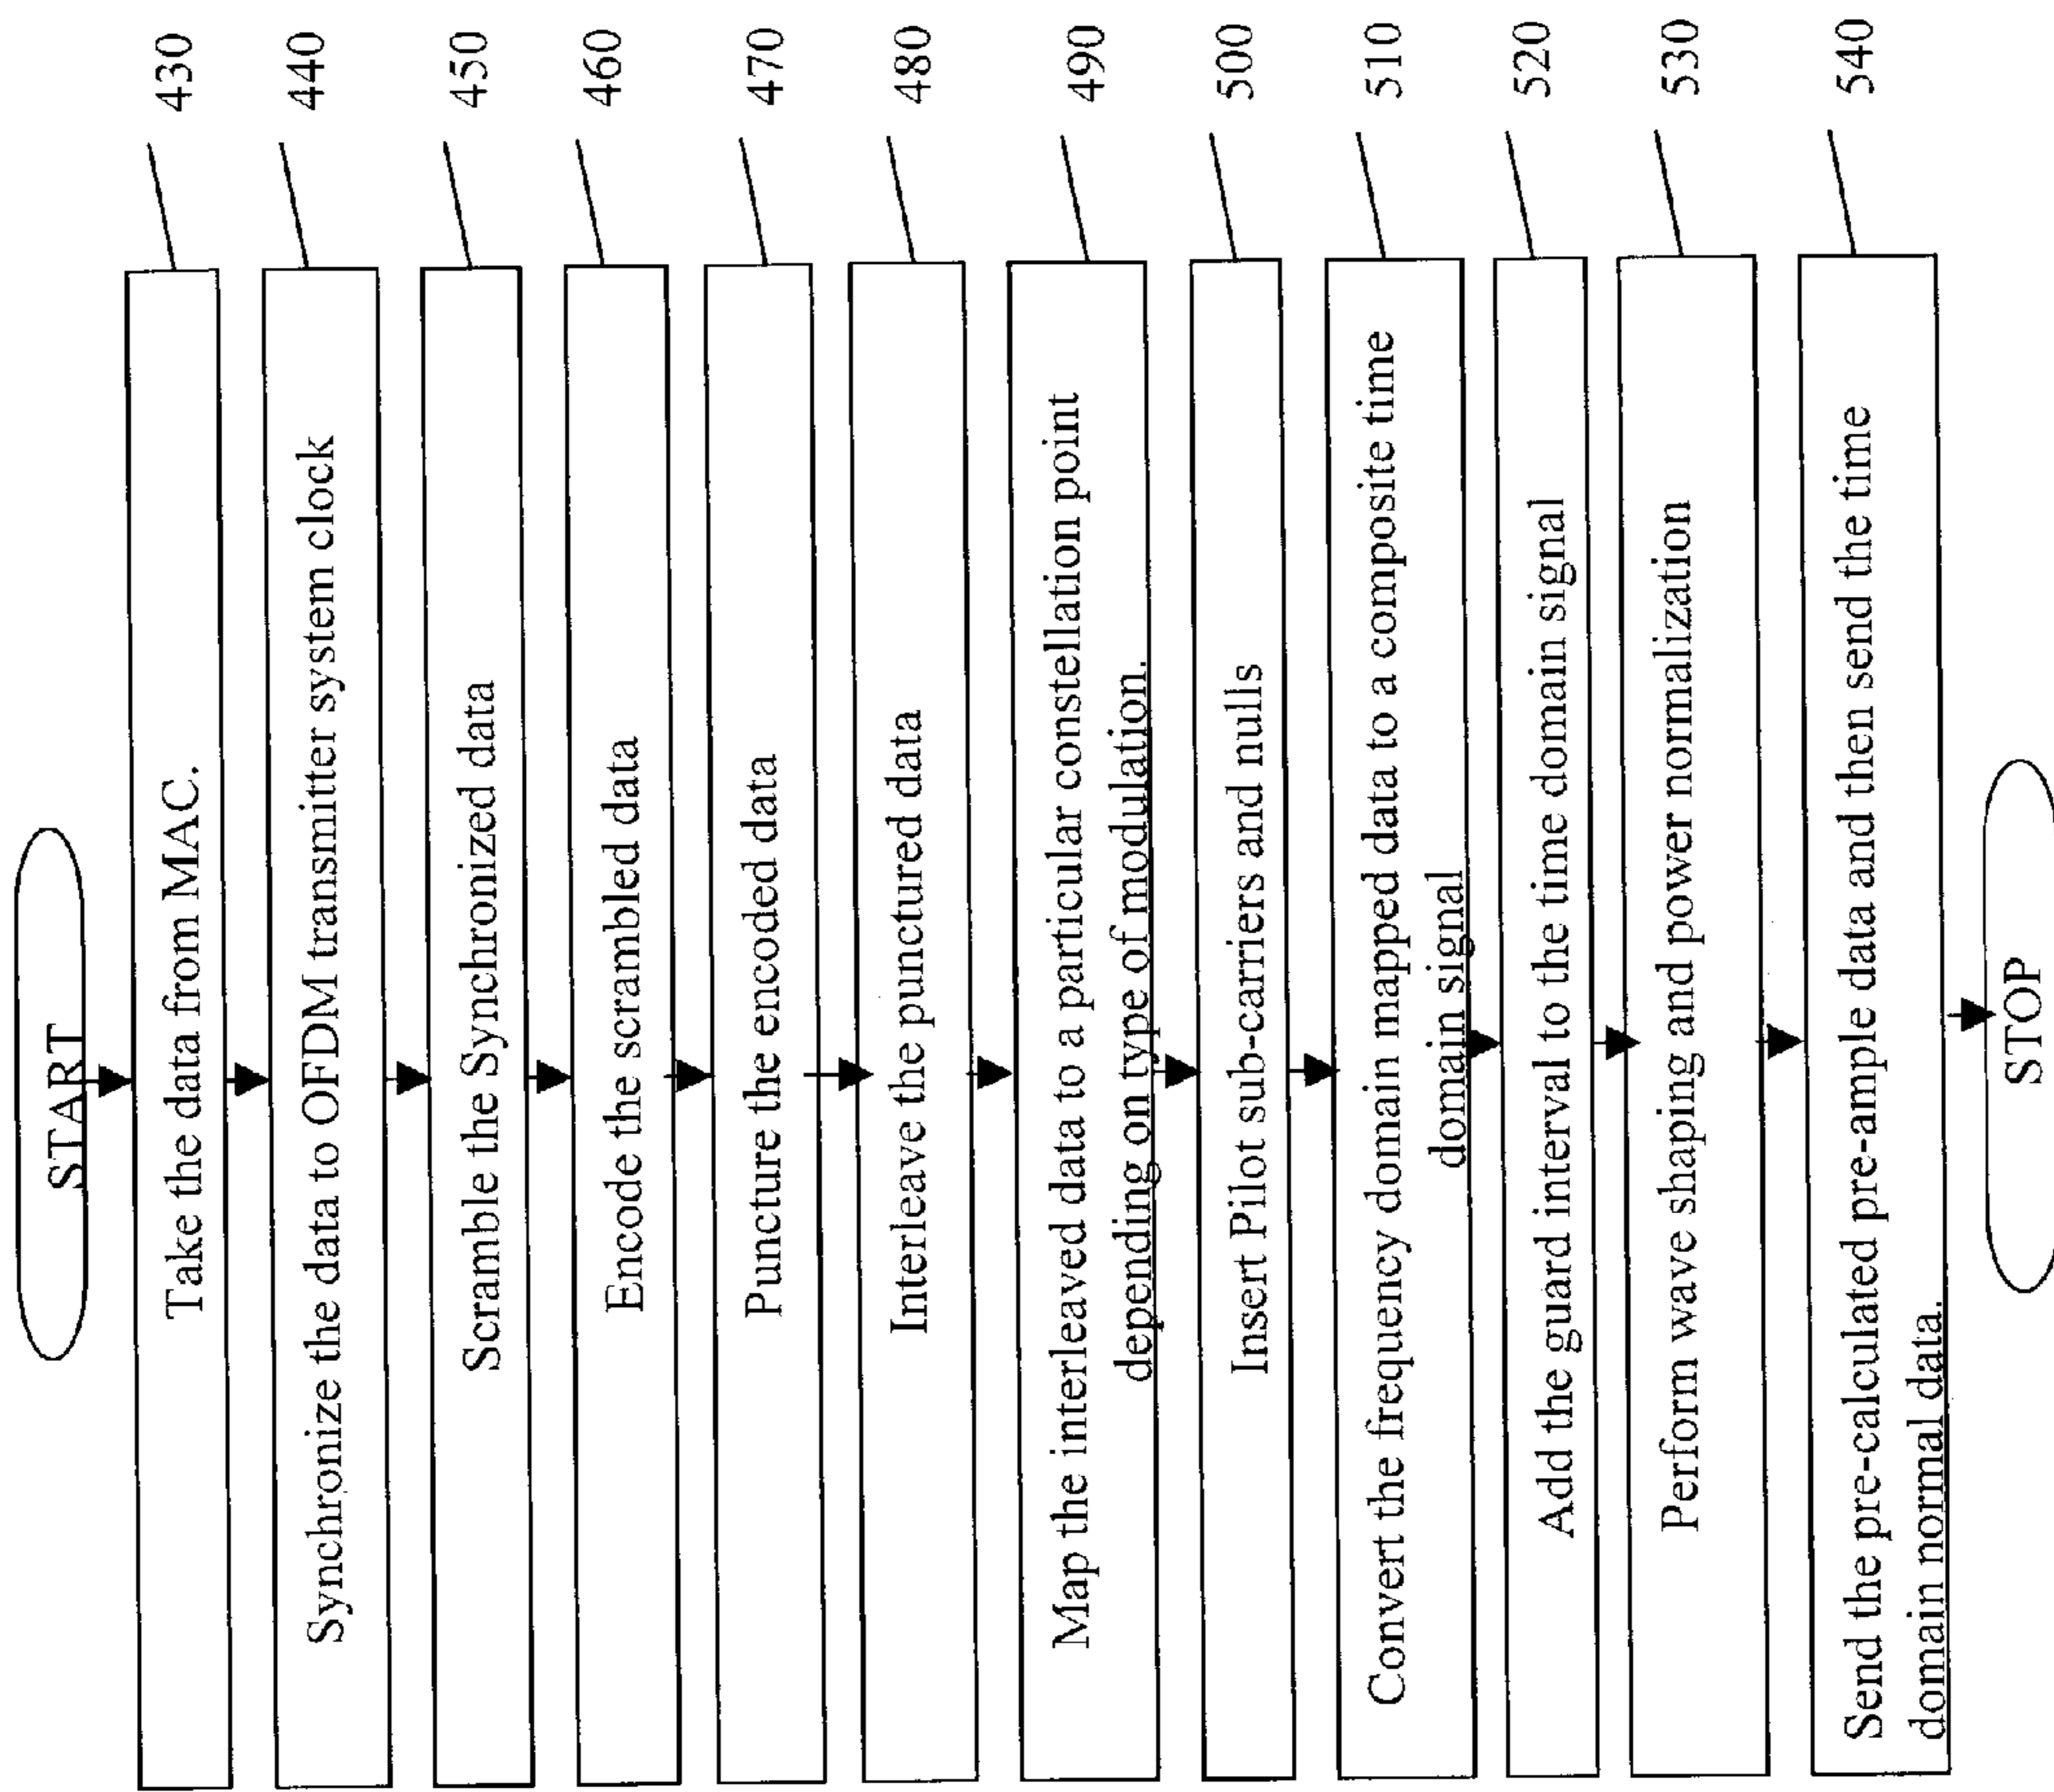 START
Take the data from MAC.
430
Synchronize the data to OFDM transmitter system clock
440
Scramble the Synchronized data
450
Encode the scrambled data
460
Puncture the encoded data
470
Interleave the punctured data
480
Map the interleaved data to a particular constellation point
depending on type of modulation.
490
Insert Pilot sub-carriers and nulls
500
Convert the frequency domain mapped data to a composite time
domain signal
510
Add the guard interval to the time domain signal
520
Perform wave shaping and power normalization
530
Send the pre-calculated pre-ample data and then send the time
domain normal data.
540
STOP